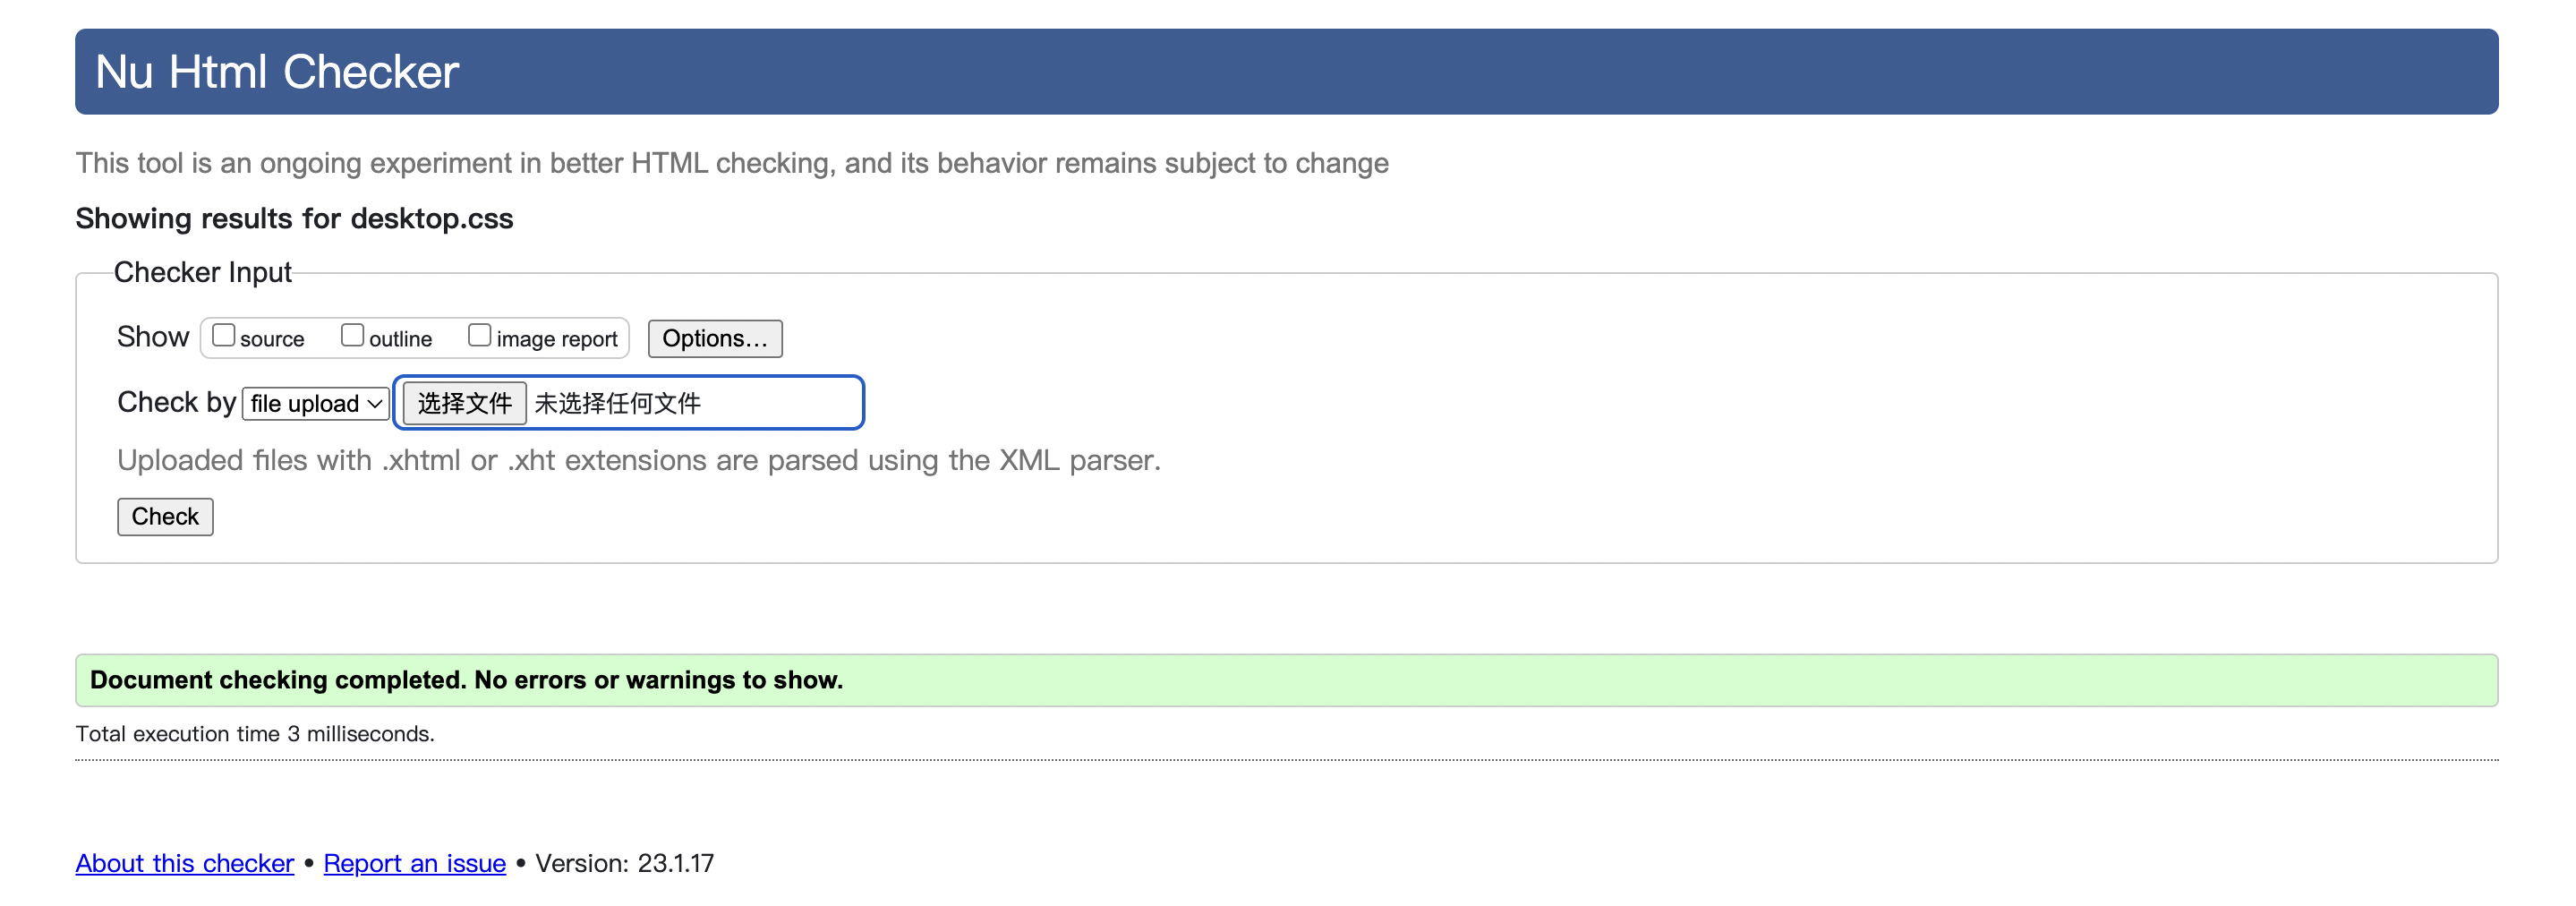 Nu Html Checker
This tool is an ongoing experiment in better HTML checking, and its behavior remains subject to change
Showing results for desktop.css
Checker Input
Show source outline image report Options...
Check by file upload 选择文件 未选择任何文件
Uploaded files with .xhtml or .xht extensions are parsed using the XML parser.
Check
Document checking completed. No errors or warnings to show.
Total execution time 3 milliseconds.
About this checker • Report an issue • Version: 23.1.17